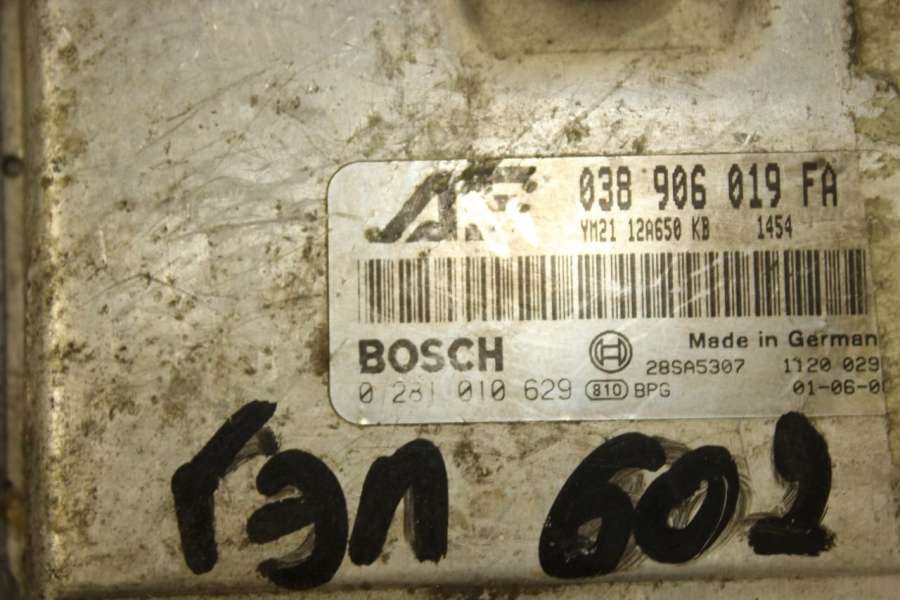 038 906 019 FA
YM21 12A650 KB 1454
BOSCH
Made in German
28SA5307 1120 029
0 281 010 629 810 BPG 01-06-0
ГЭЛ 602